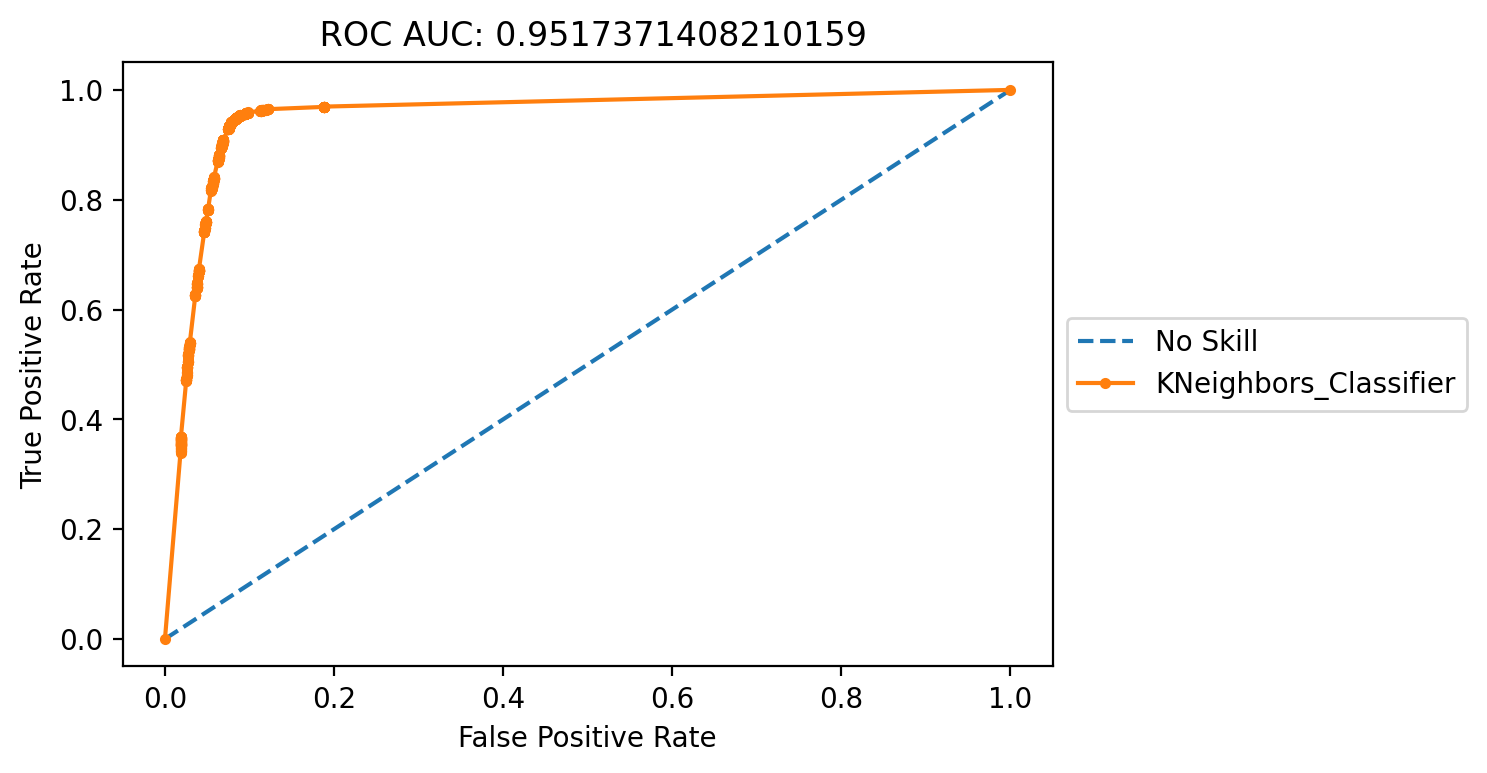 ROC AUC: 0.9517371408210159
1.0
0.8
0.6
0.4
0.2
0.0
True Positive Rate
0.0 0.2 0.4 0.6 0.8 1.0
False Positive Rate
No Skill
KNeighbors_Classifier